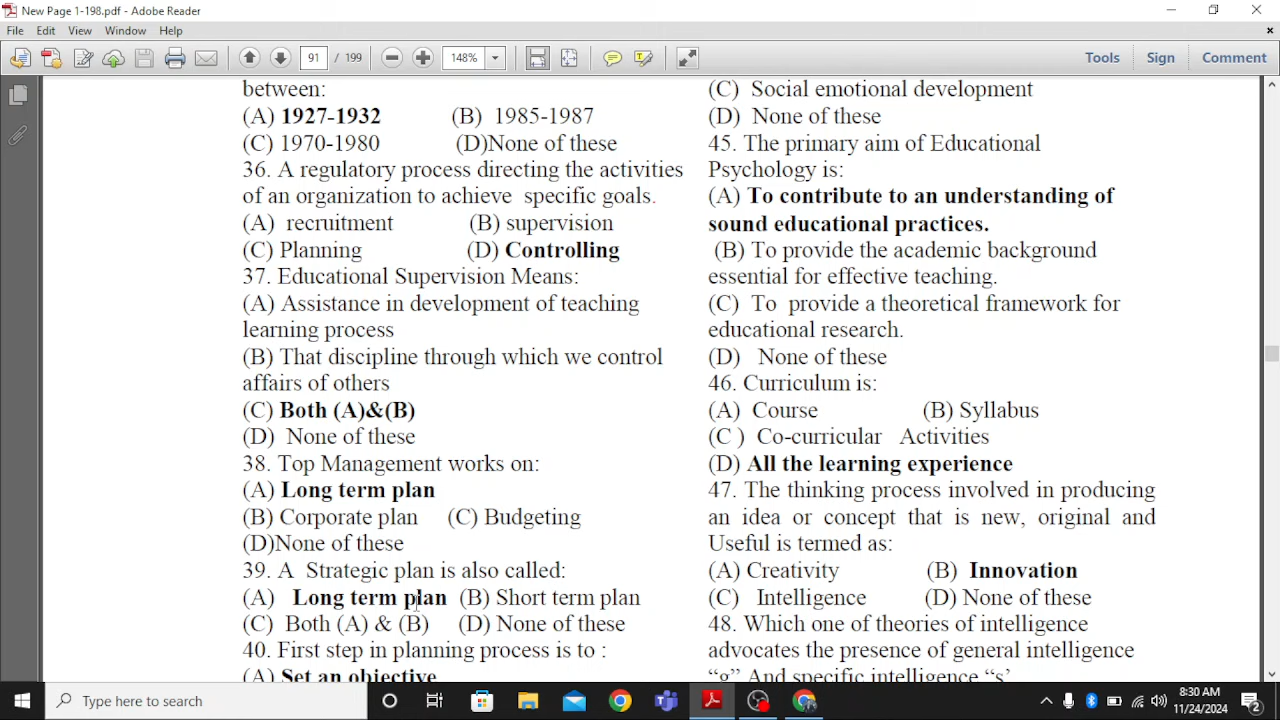 New Page 1-198.pdf - Adobe Reader
File Edit View Window Help
91 / 199 148% Tools Sign Comment
between:
(A) 1927-1932 (B) 1985-1987
(C) 1970-1980 (D)None of these
36. A regulatory process directing the activities
of an organization to achieve specific goals.
(A) recruitment (B) supervision
(C) Planning (D) Controlling
37. Educational Supervision Means:
(A) Assistance in development of teaching
learning process
(B) That discipline through which we control
affairs of others
(C) Both (A)&(B)
(D) None of these
38. Top Management works on:
(A) Long term plan
(B) Corporate plan (C) Budgeting
(D)None of these
39. A Strategic plan is also called:
(A) Long term plan (B) Short term plan
(C) Both (A) & (B) (D) None of these
40. First step in planning process is to :
(A) Set an objective
(C) Social emotional development
(D) None of these
45. The primary aim of Educational
Psychology is:
(A) To contribute to an understanding of
sound educational practices.
(B) To provide the academic background
essential for effective teaching.
(C) To provide a theoretical framework for
educational research.
(D) None of these
46. Curriculum is:
(A) Course (B) Syllabus
(C ) Co-curricular Activities
(D) All the learning experience
47. The thinking process involved in producing
an idea or concept that is new, original and
Useful is termed as:
(A) Creativity (B) Innovation
(C) Intelligence (D) None of these
48. Which one of theories of intelligence
advocates the presence of general intelligence
“g” And specific intelligence “s’
Type here to search
8:30 AM
11/24/2024
2